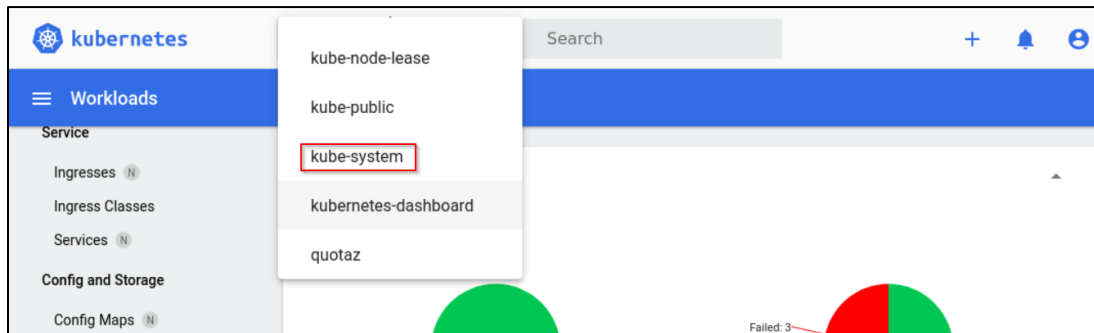 kubernetes
Search
Workloads
Service
Ingresses N
Ingress Classes
Services N
Config and Storage
Config Maps N
kube-node-lease
kube-public
kube-system
kubernetes-dashboard
quotaz
Failed: 3